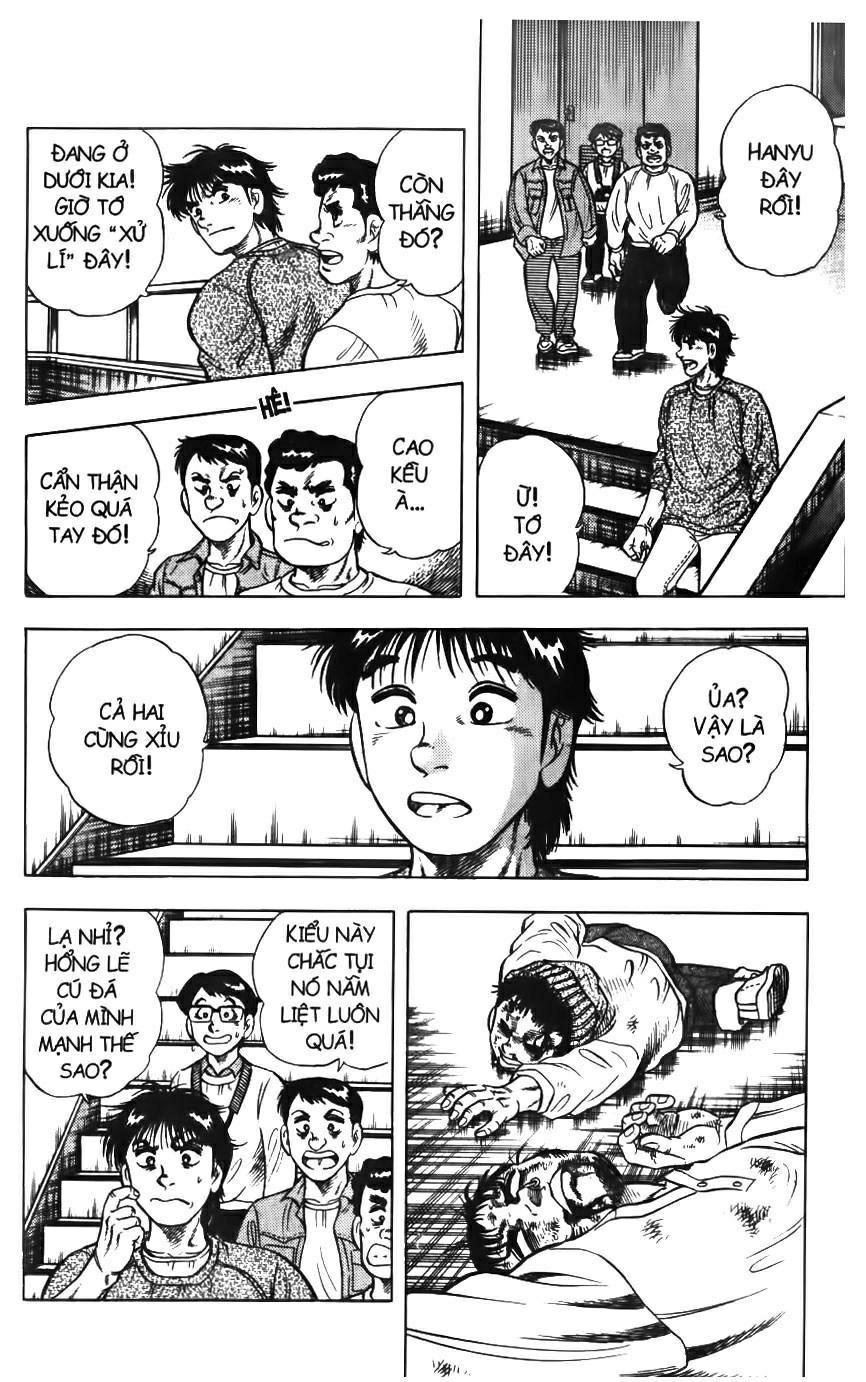 HANYU
ĐÂY
RỒI!
Ừ!
TỚ
ĐÂY!
CÒN
THẰNG
ĐÓ?
ĐANG Ở
DƯỚI KIA!
GIỜ TỚ
XUỐNG “XỬ
LÍ” ĐÂY!
HÊ!
CAO
KỀU
À...
CẨN THẬN
KẺO QUÁ
TAY ĐÓ!
ỦA?
VẬY LÀ
SAO?
CẢ HAI
CÙNG XỈU
RỒI!
KIỂU NÀY
CHẮC TỤI
NÓ NẰM
LIỆT LUÔN
QUÁ!
LẠ NHỈ?
HỔNG LẼ
CÚ ĐÁ
CỦA MÌNH
MẠNH THẾ
SAO?